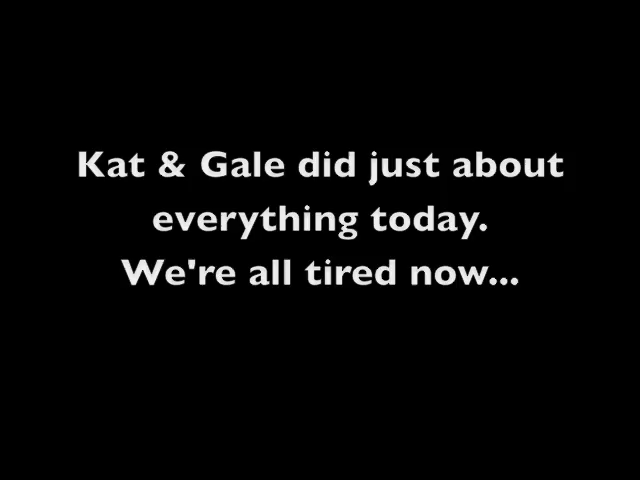 Kat & Gale did just about
everything today.
We're all tired now...